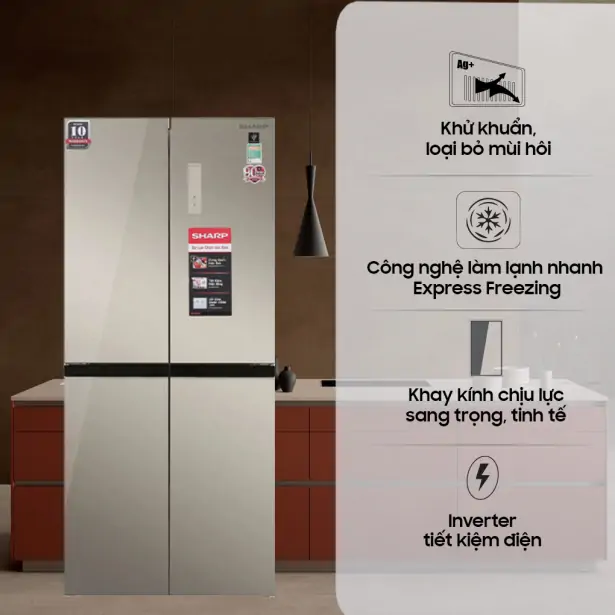 10
SHARP
SHARP
Ag+
Khử khuẩn,
loại bỏ mùi hôi
Công nghệ làm lạnh nhanh
Express Freezing
Khay kính chịu lực
sang trọng, tinh tế
Inverter
tiết kiệm điện